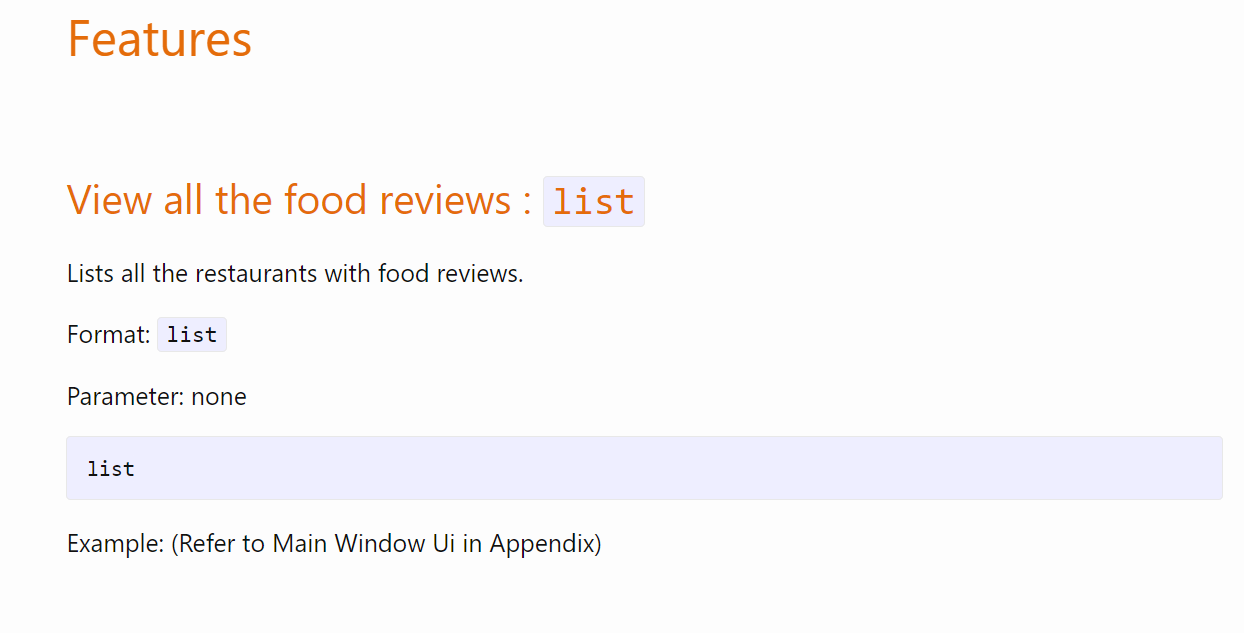 Features
View all the food reviews : list
Lists all the restaurants with food reviews.
Format: list
Parameter: none
list
Example: (Refer to Main Window Ui in Appendix)